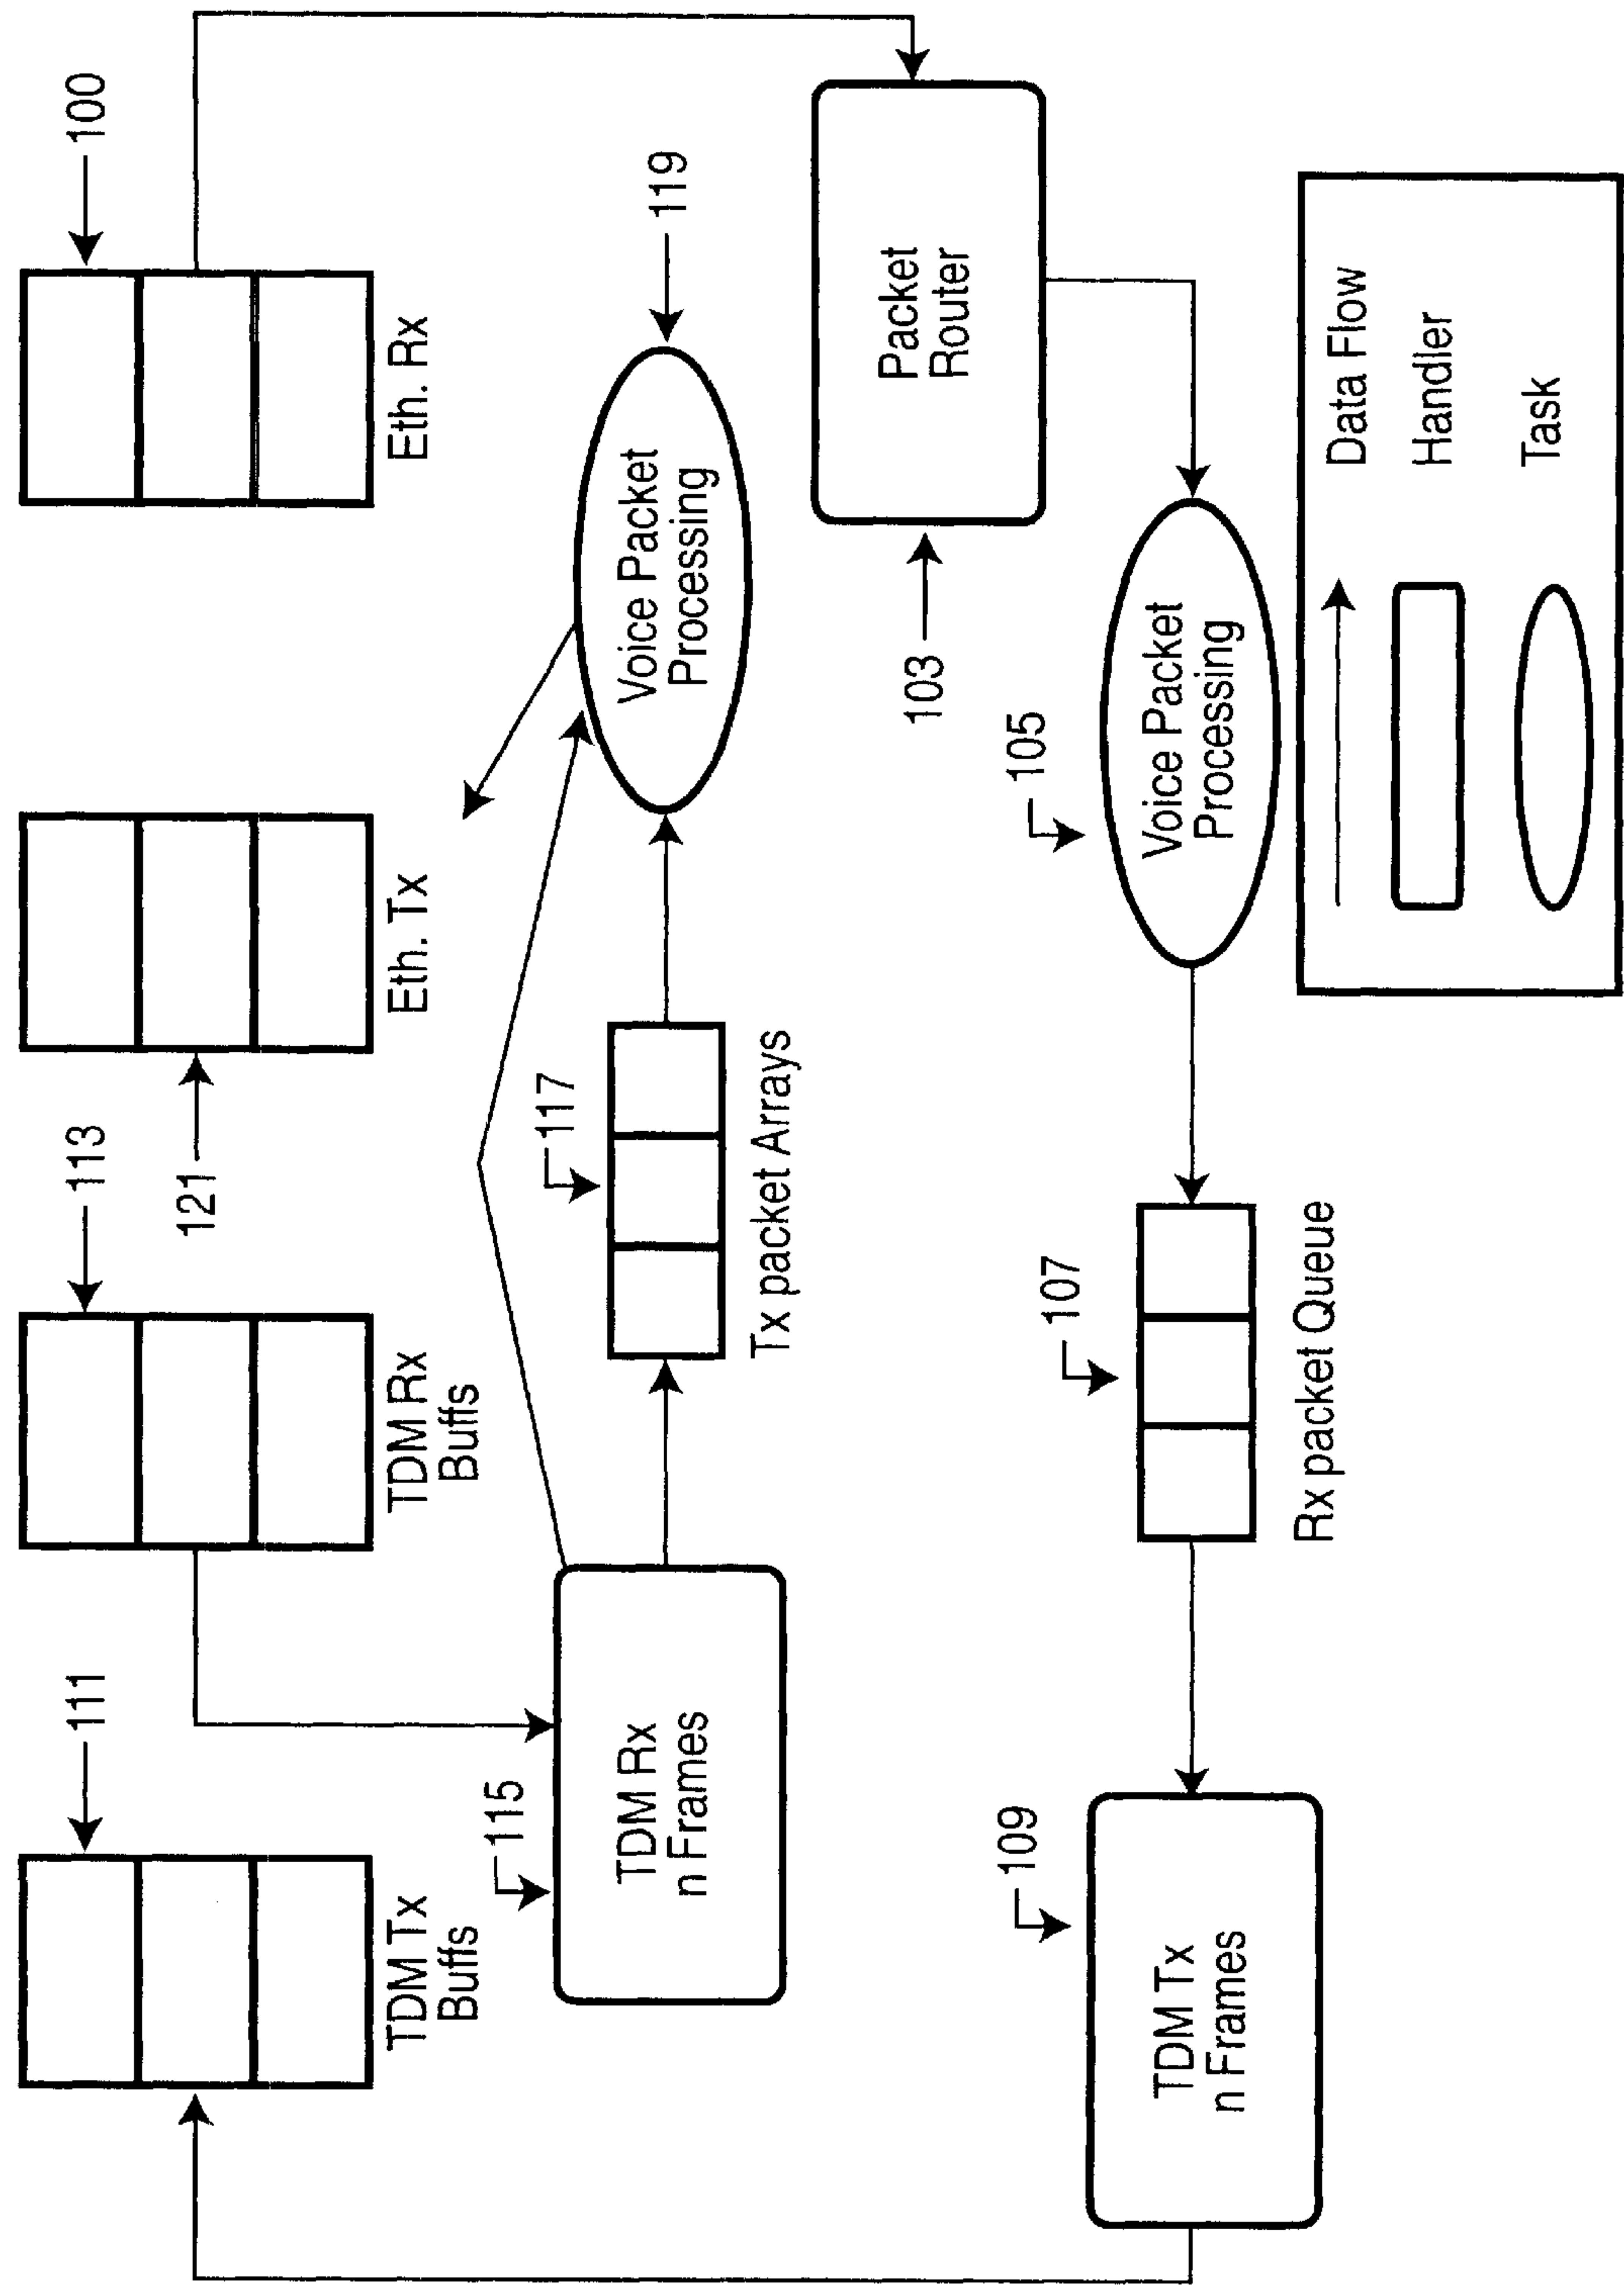 111
113
100
121
TDM Tx
Buffs
TDM Rx
Buffs
Eth. Tx
Eth. Rx
115
117
119
TDM Rx
n Frames
Tx packet Arrays
Voice Packet
Processing
103
Packet
Router
109
107
105
TDM Tx
n Frames
Rx packet Queue
Voice Packet
Processing
Data Flow
Handler
Task